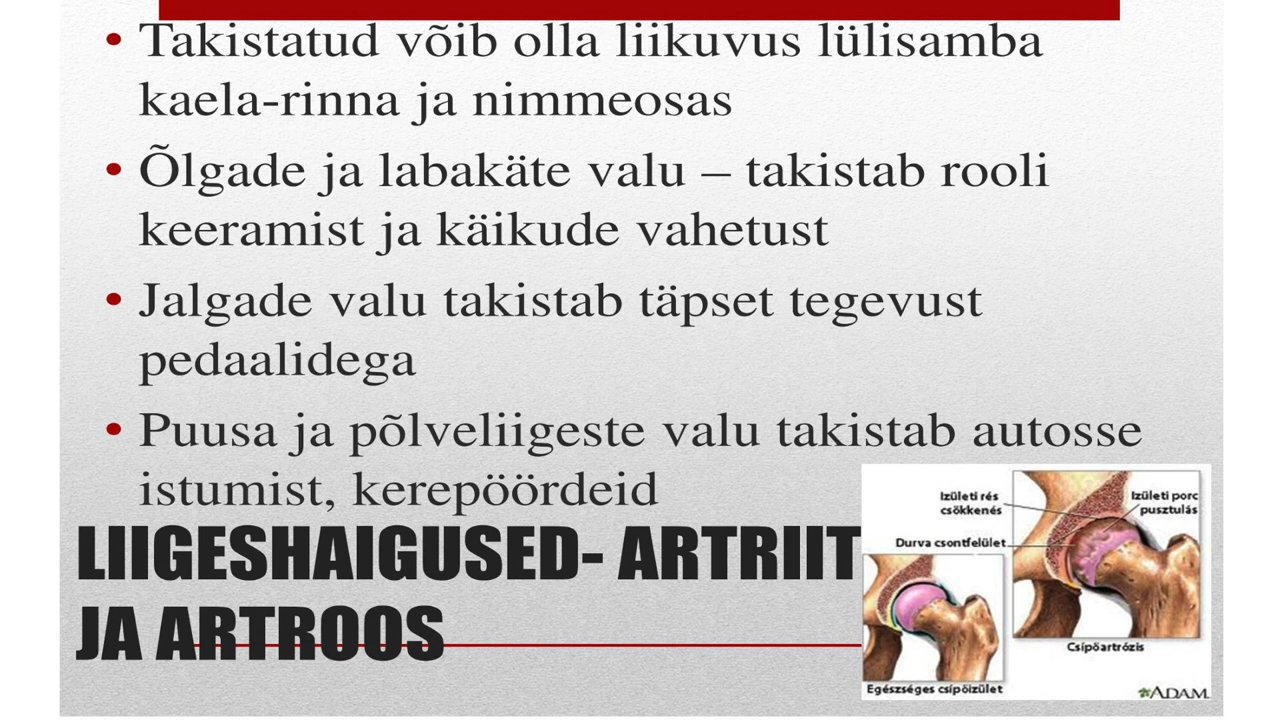 • Takistatud võib olla liikuvus lülisamba
kaela-rinna ja nimmeosas
• Õlgade ja labakäte valu – takistab rooli
keeramist ja käikude vahetust
• Jalgade valu takistab täpset tegevust
pedaalidega
• Puusa ja põlveliigeste valu takistab autosse
istumist, kerepöördeid
LIIGESHAIGUSED- ARTRIIT
JA ARTROOS
Izületi rés
csökkenés
Izületi porc
pusztulás
Durva csontfelület
Csípöartrózis
Egészséges csípöizület
ADAM.